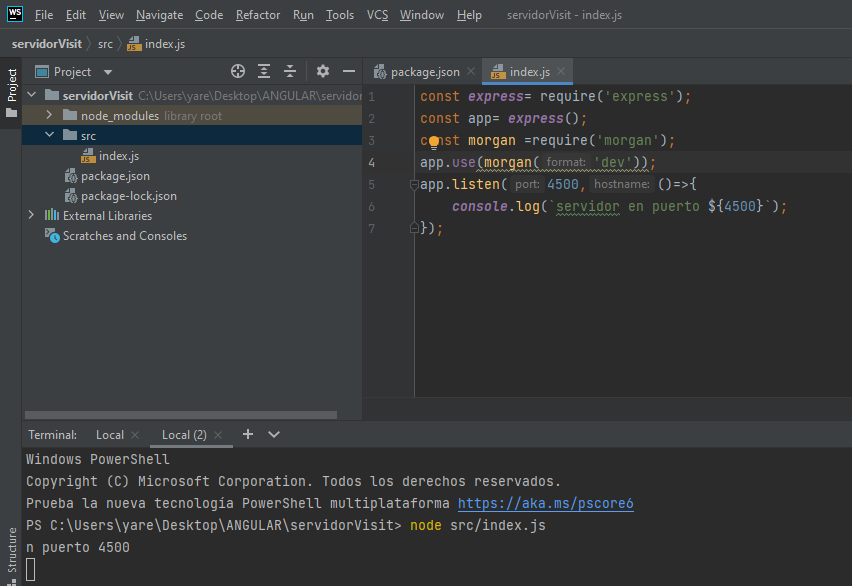 WS File Edit View Navigate Code Refactor Run Tools VCS Window Help servidorVisit - index.js
servidorVisit src index.js
Project
Project package.json index.js
servidorVisit C:\Users\yare\Desktop\ANGULAR\servidor
node_modules library root
src
index.js
package.json
package-lock.json
External Libraries
Scratches and Consoles
1 const express= require('express');
2 const app= express();
3 const morgan =require('morgan');
4 app.use(morgan( format: 'dev'));
5 app.listen( port: 4500, hostname: ()=>{
6 console.log(`servidor en puerto ${4500}`);
7 });
Terminal: Local Local (2)
Windows PowerShell
Copyright (C) Microsoft Corporation. Todos los derechos reservados.
Prueba la nueva tecnología PowerShell multiplataforma https://aka.ms/pscore6
PS C:\Users\yare\Desktop\ANGULAR\servidorVisit> node src/index.js
n puerto 4500
Structure